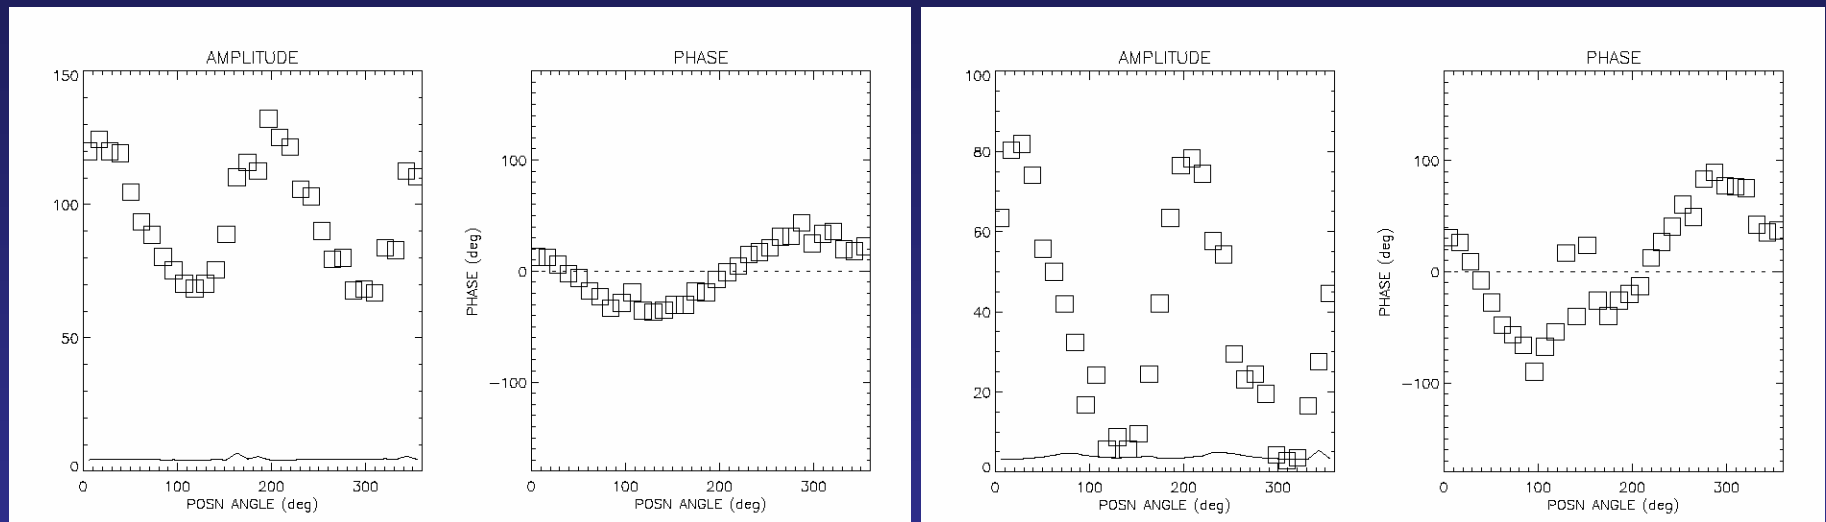 AMPLITUDE
150
100
50
0
0 100 200 300
POSN ANGLE (deg)
PHASE
PHASE (deg)
100
0
−100
0 100 200 300
POSN ANGLE (deg)
AMPLITUDE
100
80
60
40
20
0
0 100 200 300
POSN ANGLE (deg)
PHASE
PHASE (deg)
100
0
−100
0 100 200 300
POSN ANGLE (deg)